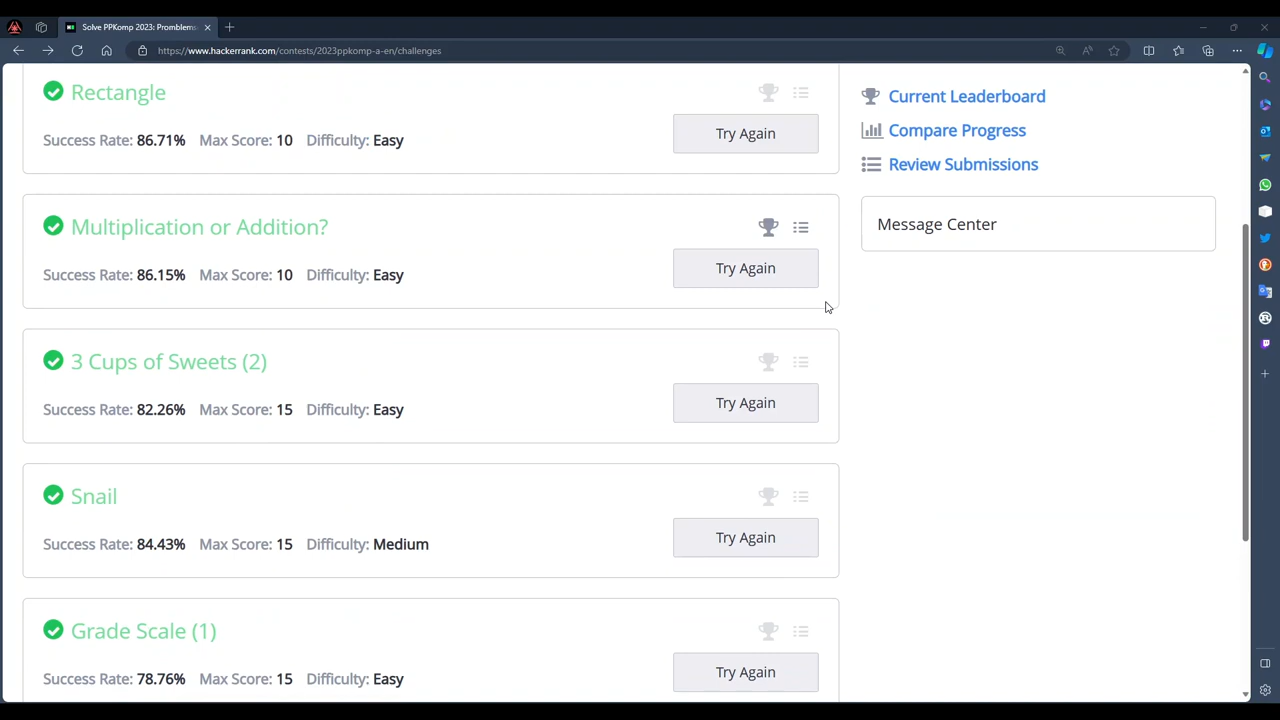 Solve PPKomp 2023: Promblems
https://www.hackerrank.com/contests/2023ppkomp-a-en/challenges
Rectangle
Success Rate: 86.71% Max Score: 10 Difficulty: Easy
Try Again
Multiplication or Addition?
Success Rate: 86.15% Max Score: 10 Difficulty: Easy
Try Again
3 Cups of Sweets (2)
Success Rate: 82.26% Max Score: 15 Difficulty: Easy
Try Again
Snail
Success Rate: 84.43% Max Score: 15 Difficulty: Medium
Try Again
Grade Scale (1)
Success Rate: 78.76% Max Score: 15 Difficulty: Easy
Try Again
Current Leaderboard
Compare Progress
Review Submissions
Message Center